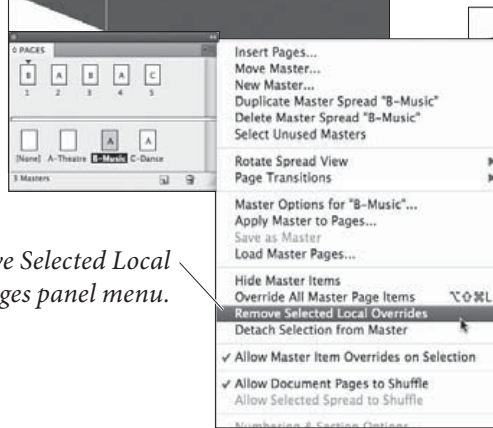 PAGES
B A B A C
1 2 3 4 5
A A
[None] A-Theatre B-Music C-Dance
3 Masters
Insert Pages...
Move Master...
New Master...
Duplicate Master Spread "B-Music"
Delete Master Spread "B-Music"
Select Unused Masters
Rotate Spread View
Page Transitions
Master Options for "B-Music"...
Apply Master to Pages...
Save as Master
Load Master Pages...
Hide Master Items
Override All Master Page Items ⌥⇧⌘L
Remove Selected Local Overrides
Detach Selection from Master
✓ Allow Master Item Overrides on Selection
✓ Allow Document Pages to Shuffle
Allow Selected Spread to Shuffle
Numbering & Section Options...
ve Selected Local
ges panel menu.